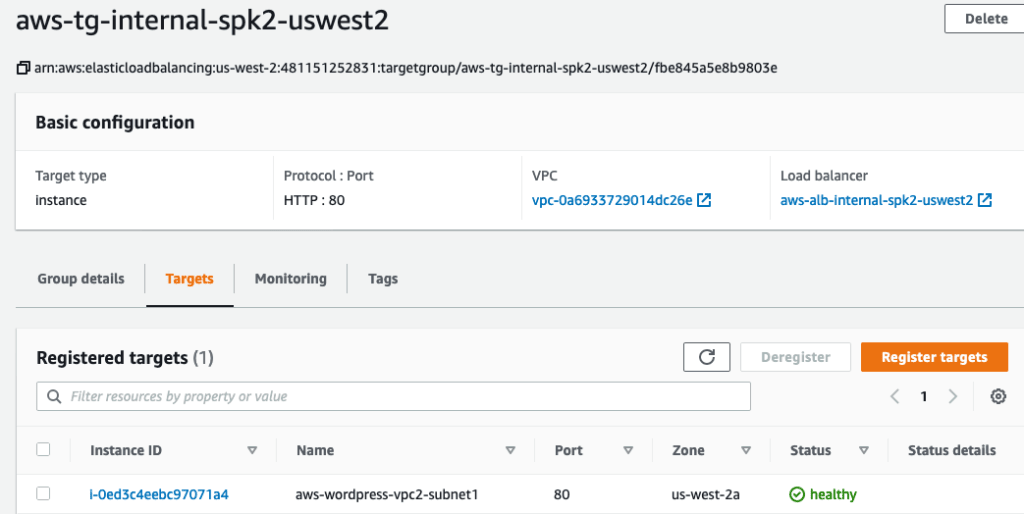 aws-tg-internal-spk2-uswest2
Delete
arn:aws:elasticloadbalancing:us-west-2:481151252831:targetgroup/aws-tg-internal-spk2-uswest2/fbe845a5e8b9803e
Basic configuration
Target type Protocol : Port VPC Load balancer
instance HTTP : 80 vpc-0a6933729014dc26e aws-alb-internal-spk2-uswest2
Group details Targets Monitoring Tags
Registered targets (1) Deregister Register targets
Filter resources by property or value 1
Instance ID Name Port Zone Status Status details
i-0ed3c4eebc97071a4 aws-wordpress-vpc2-subnet1 80 us-west-2a healthy